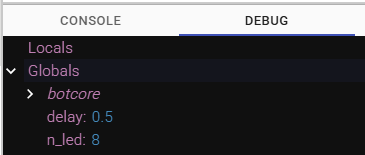 CONSOLE DEBUG
Locals
Globals
botcore
delay: 0.5
n_led: 8